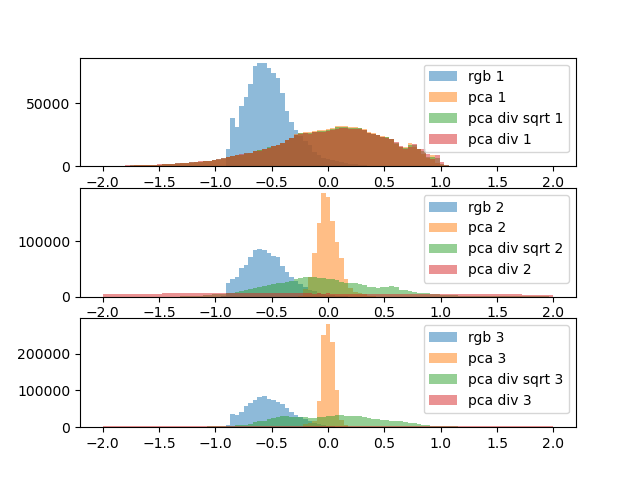 50000
0
−2.0 −1.5 −1.0 −0.5 0.0 0.5 1.0 1.5 2.0
rgb 1
pca 1
pca div sqrt 1
pca div 1
100000
0
−2.0 −1.5 −1.0 −0.5 0.0 0.5 1.0 1.5 2.0
rgb 2
pca 2
pca div sqrt 2
pca div 2
200000
100000
0
−2.0 −1.5 −1.0 −0.5 0.0 0.5 1.0 1.5 2.0
rgb 3
pca 3
pca div sqrt 3
pca div 3